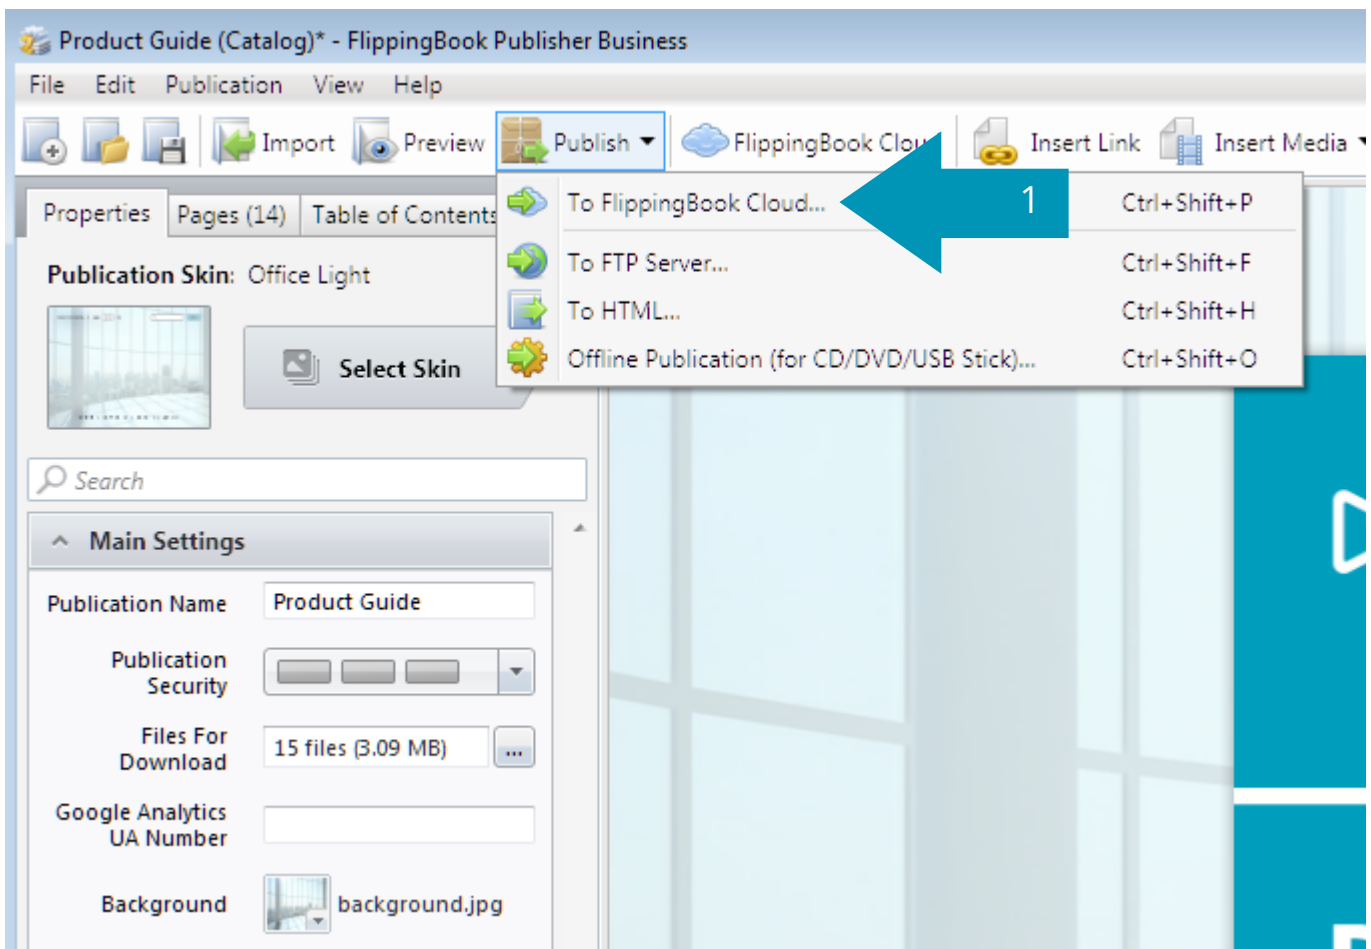 Product Guide (Catalog)* - FlippingBook Publisher Business
File Edit Publication View Help
Import Preview Publish FlippingBook Clou Insert Link Insert Media
Properties Pages (14) Table of Contents
To FlippingBook Cloud... 1 Ctrl+Shift+P
To FTP Server... Ctrl+Shift+F
To HTML... Ctrl+Shift+H
Offline Publication (for CD/DVD/USB Stick)... Ctrl+Shift+O
Publication Skin: Office Light
Select Skin
Search
Main Settings
Publication Name Product Guide
Publication
Security
Files For
Download
15 files (3.09 MB) ...
Google Analytics
UA Number
Background background.jpg